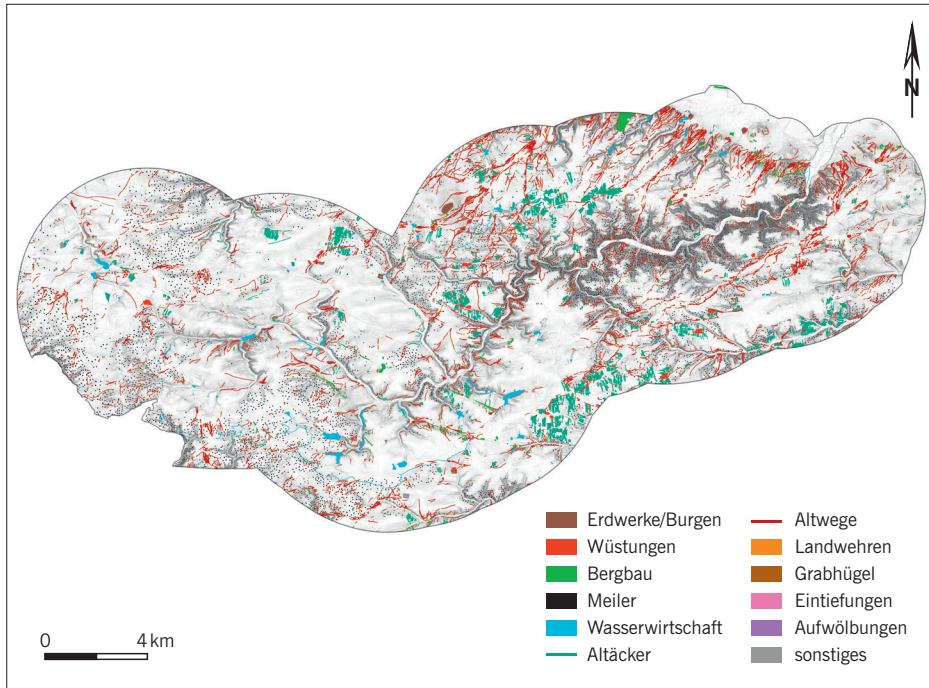 N
Erdwerke/Burgen
Wüstungen
Bergbau
Meiler
Wasserwirtschaft
Altäcker
Altwege
Landwehren
Grabhügel
Eintiefungen
Aufwölbungen
sonstiges
0 4 km